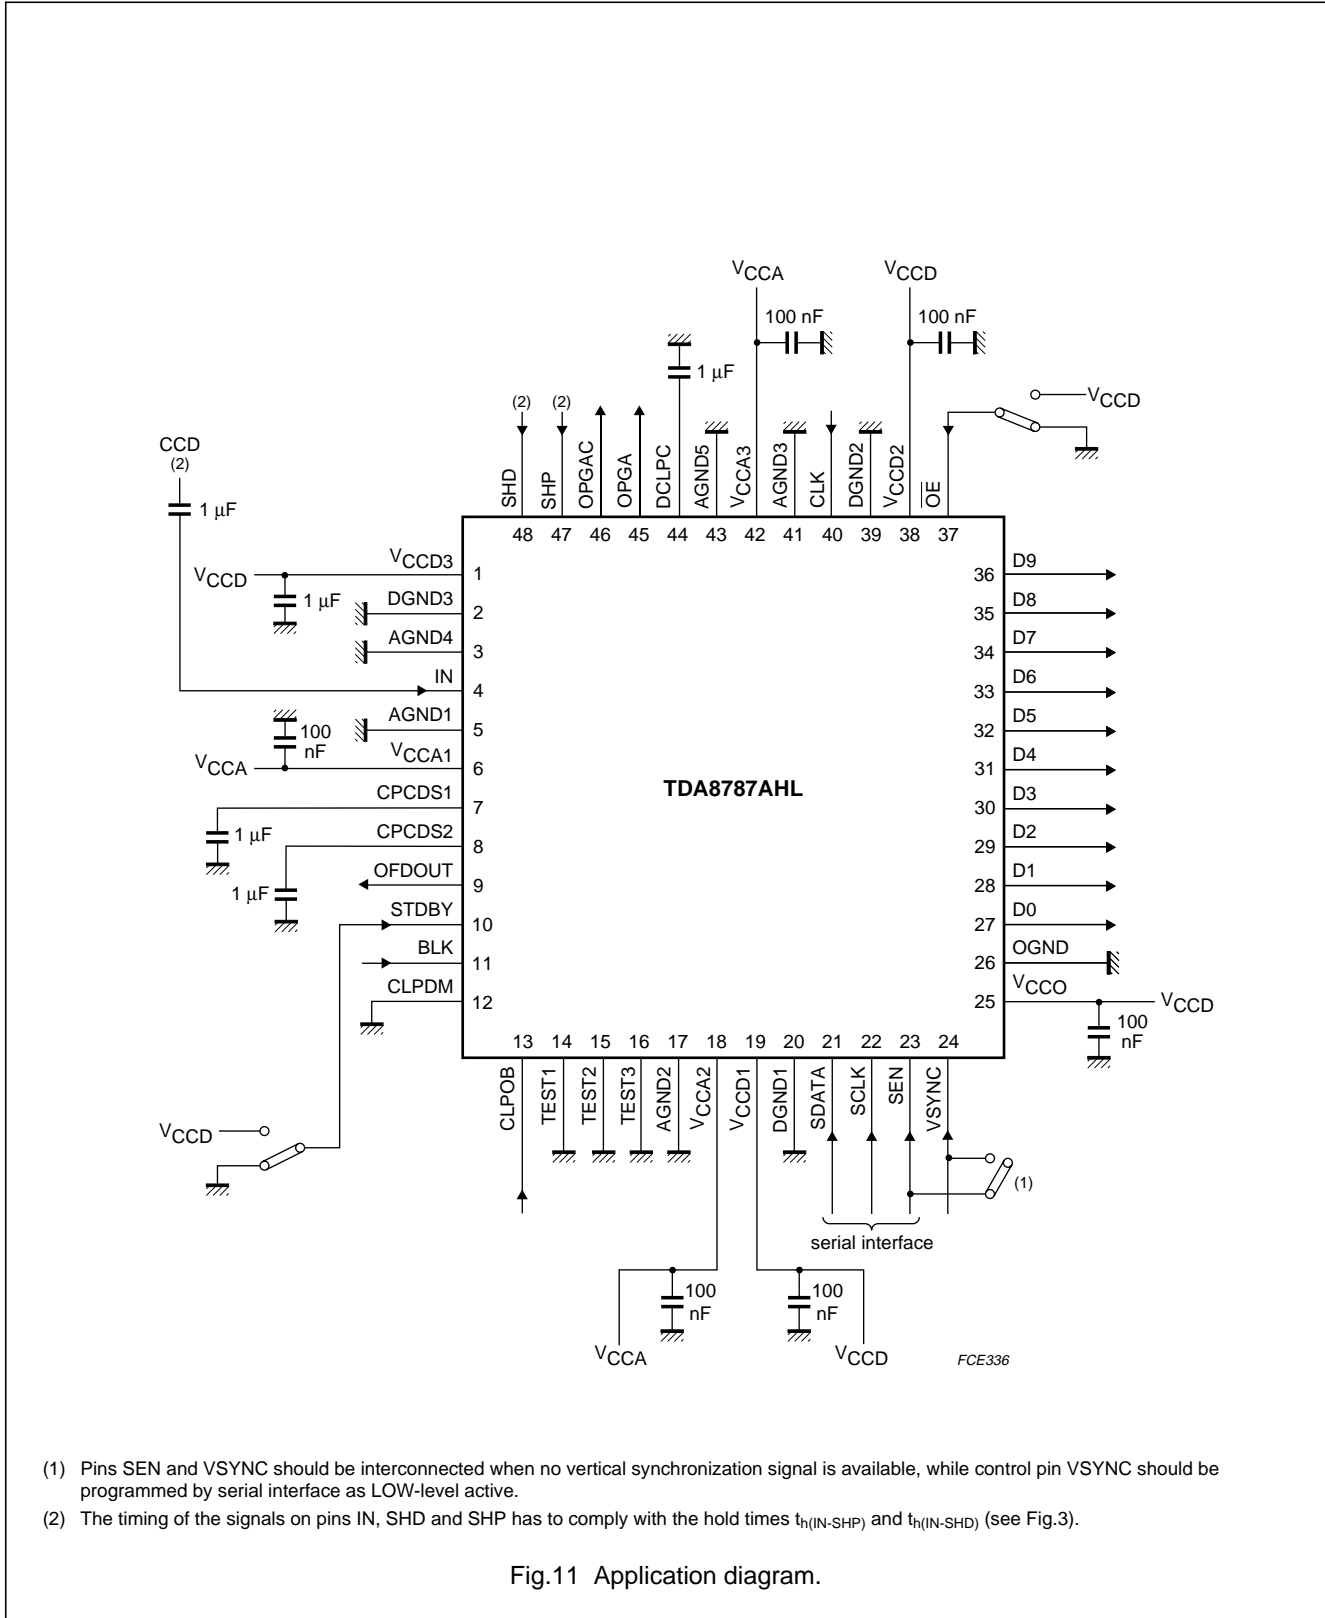 VCCA
VCCD
100 nF
100 nF
1 μF
VCCD
(2)
(2)
CCD
(2)
1 μF
SHD
SHP
OPGAC
OPGA
DCLPC
AGND5
VCCA3
AGND3
CLK
DGND2
VCCD2
OE
48 47 46 45 44 43 42 41 40 39 38 37
VCCD
VCCD3
1
1 μF
DGND3
2
AGND4
3
IN
4
AGND1
5
100
nF
VCCA
VCCA1
6
CPCDS1
7
1 μF
CPCDS2
8
1 μF
OFDOUT
9
STDBY
10
BLK
11
CLPDM
12
TDA8787AHL
36 D9
35 D8
34 D7
33 D6
32 D5
31 D4
30 D3
29 D2
28 D1
27 D0
26 OGND
25 VCCO
VCCD
100
nF
13 14 15 16 17 18 19 20 21 22 23 24
CLPOB
TEST1
TEST2
TEST3
AGND2
VCCA2
VCCD1
DGND1
SDATA
SCLK
SEN
VSYNC
VCCD
(1)
serial interface
100
nF
100
nF
VCCA
VCCD
FCE336
(1) Pins SEN and VSYNC should be interconnected when no vertical synchronization signal is available, while control pin VSYNC should be
programmed by serial interface as LOW-level active.
(2) The timing of the signals on pins IN, SHD and SHP has to comply with the hold times th(IN-SHP) and th(IN-SHD) (see Fig.3).
Fig.11 Application diagram.